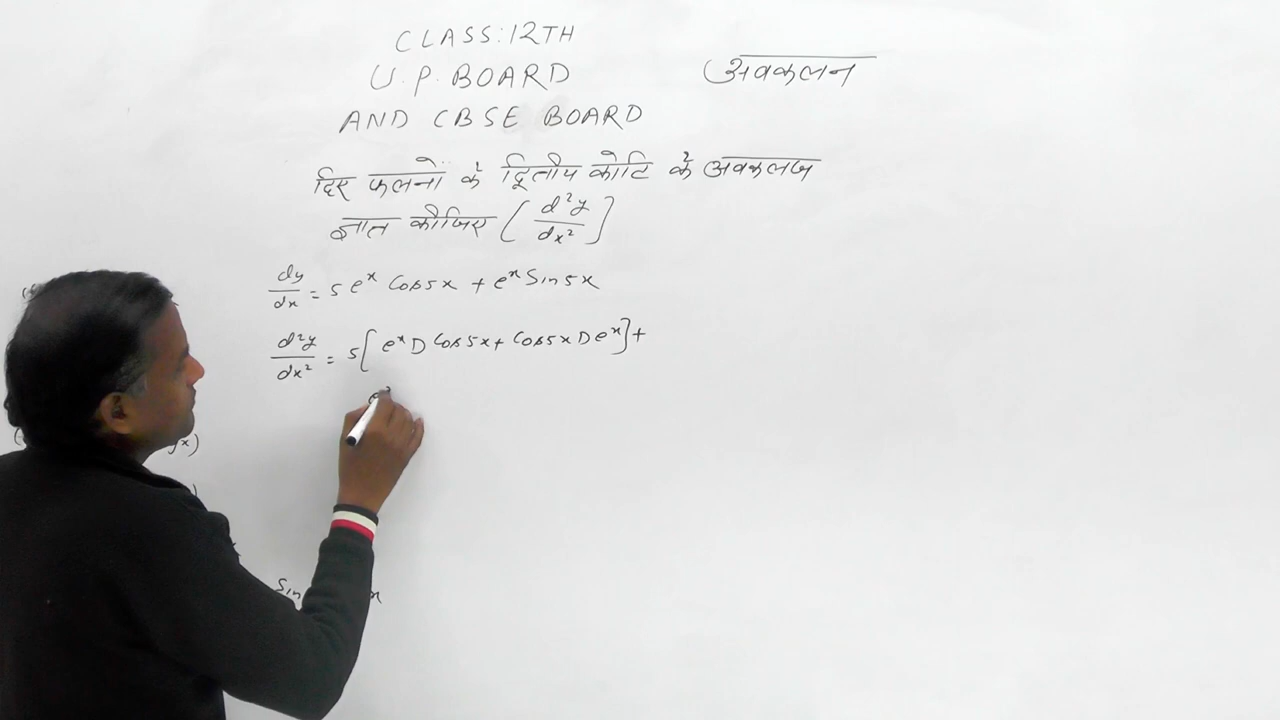 CLASS:12TH
U.P. BOARD
अवकलन
AND CBSE BOARD
दिए फलनों के द्वितीय कोटि के अवकलज
ज्ञात कीजिए (d²y/dx²)
dy/dx = 5 e^x Cos5x + e^x Sin5x
d²y/dx² = 5[e^x D Cos5x + Cos5x D e^x] +